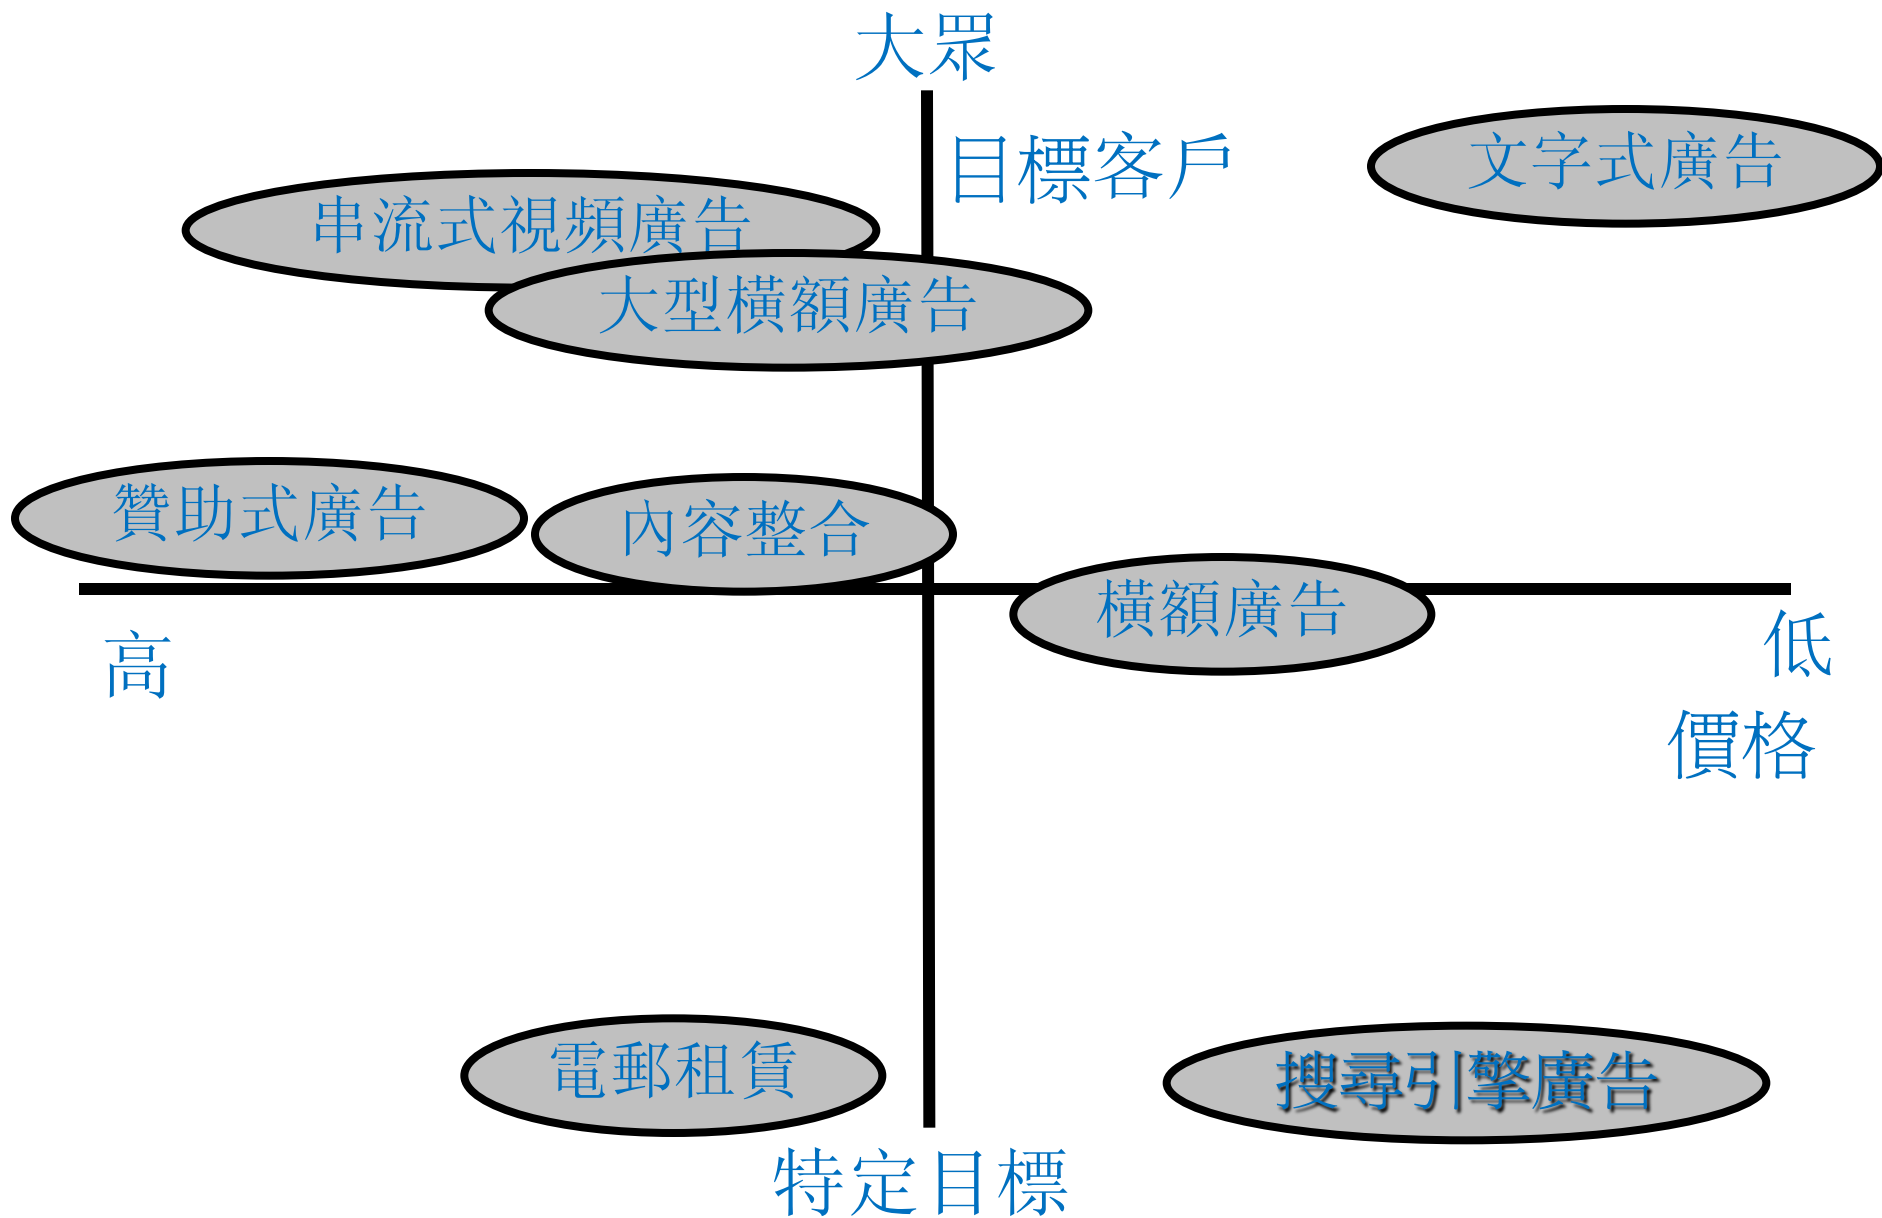 大眾
目標客戶
文字式廣告
串流式視頻廣告
大型橫額廣告
贊助式廣告
內容整合
橫額廣告
高
低
價格
電郵租賃
搜尋引擎廣告
特定目標